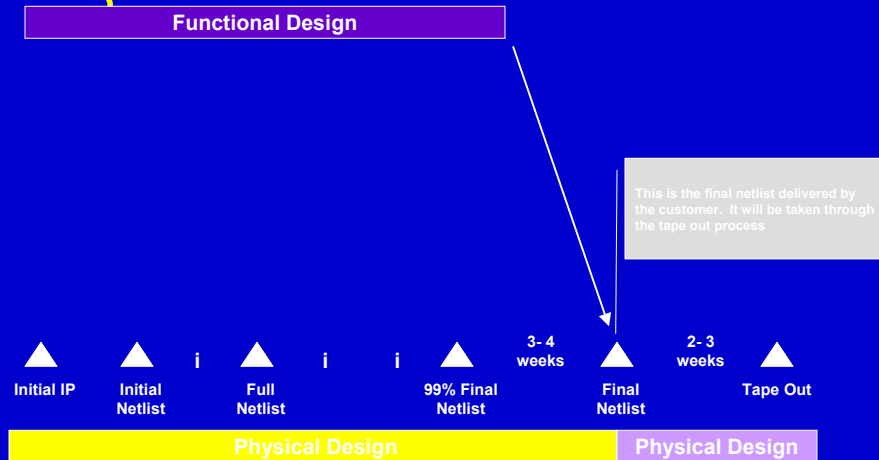 Functional Design
This is the final netlist delivered by
the customer. It will be taken through
the tape out process
3- 4
weeks
2- 3
weeks
i
i
i
Initial IP
Initial
Netlist
Full
Netlist
99% Final
Netlist
Final
Netlist
Tape Out
Physical Design
Physical Design